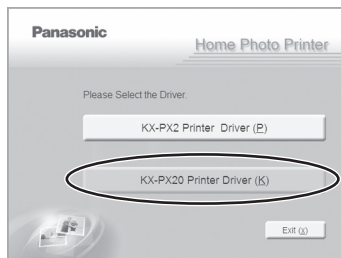 Panasonic
Home Photo Printer
Please Select the Driver.
KX-PX2 Printer Driver (P)
KX-PX20 Printer Driver (K)
Exit (x)